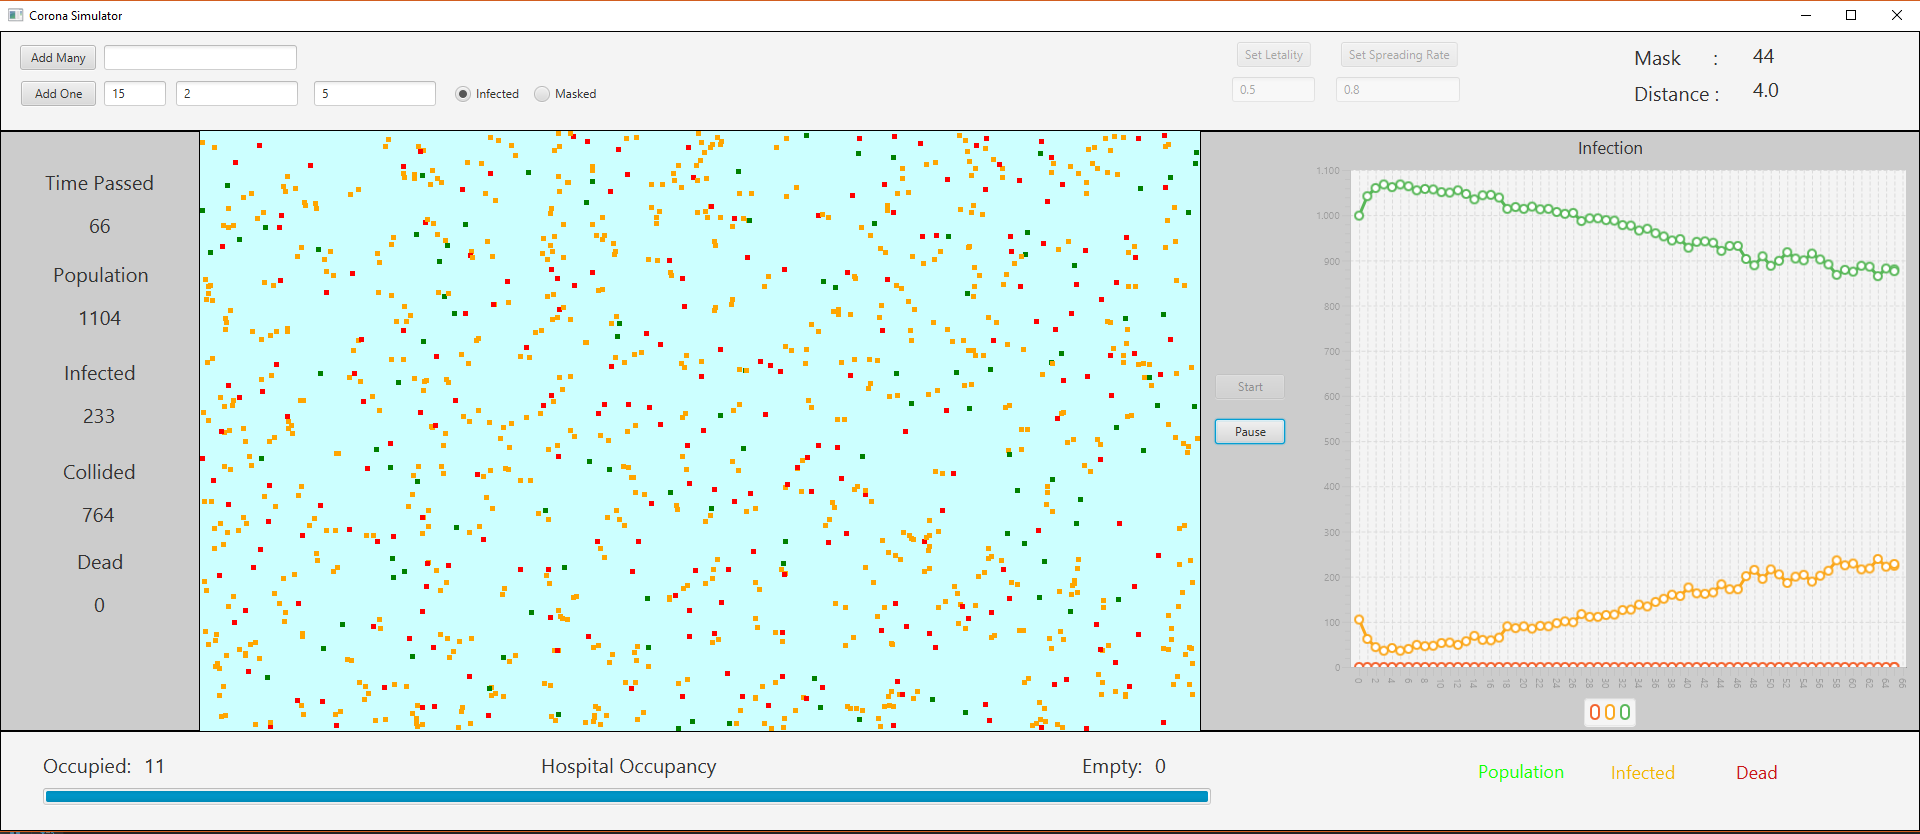 Corona Simulator
Add Many
Add One 15 2 5 Infected Masked
Set Letality Set Spreading Rate
0.5 0.8
Mask : 44
Distance : 4.0
Time Passed
66
Population
1104
Infected
233
Collided
764
Dead
0
Start
Pause
Infection
1.100
1.000
900
800
700
600
500
400
300
200
100
0
0 2 4 6 8 10 12 14 16 18 20 22 24 26 28 30 32 34 36 38 40 42 44 46 48 50 52 54 56 58 60 62 64 66
Occupied: 11 Hospital Occupancy Empty: 0
Population Infected Dead